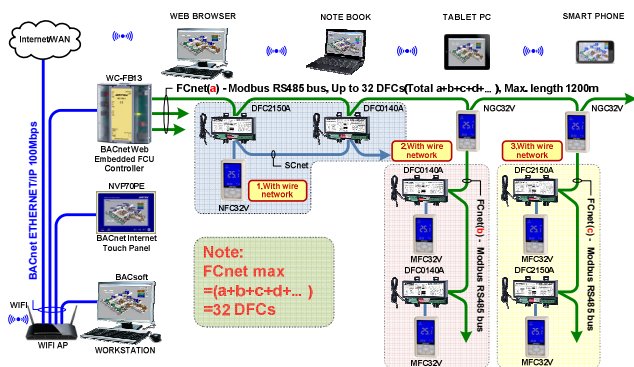 WEB BROWSER
NOTE BOOK
TABLET PC
SMART PHONE
Internet/WAN
WC-FB13
FCnet(a) - Modbus RS485 bus, Up to 32 DFCs(Total a+b+c+d+... ), Max. length 1200m
DFC2150A
DFC0140A
NGC32V
NGC32V
BACnet Web
Embedded FCU
Controller
SCnet
1.With wire
network
NFC32V
2.With wire
network
3.With wire
network
DFC0140A
DFC2150A
MFC32V
MFC32V
DFC0140A
DFC2150A
MFC32V
MFC32V
FCnet(b) - Modbus RS485 bus
FCnet(c) - Modbus RS485 bus
BACnet ETHERNET/IP 100Mbps
NVP70PE
BACnet Internet
Touch Panel
BACsoft
WIFI
WIFI AP
WORKSTATION
Note:
FCnet max
=(a+b+c+d+... )
=32 DFCs